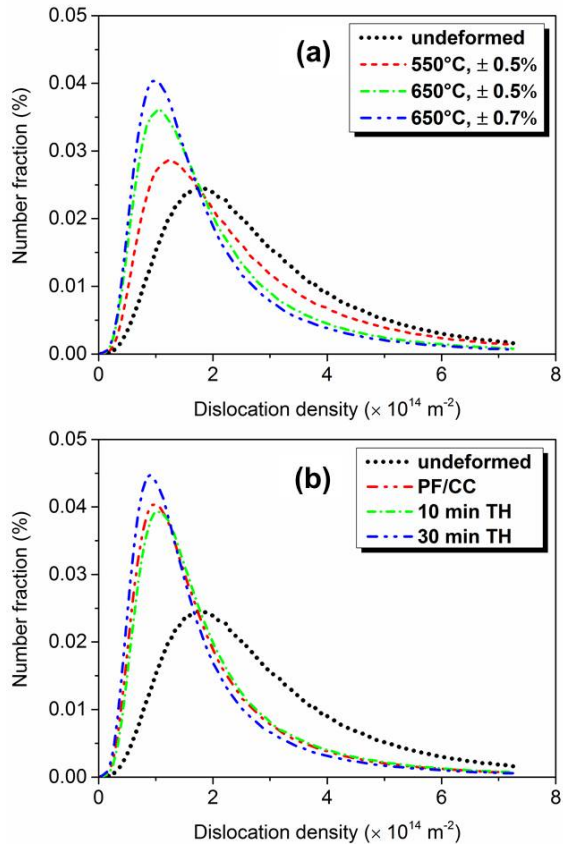 (a)
undeformed
550°C, ± 0.5%
650°C, ± 0.5%
650°C, ± 0.7%
0.05
0.04
0.03
0.02
0.01
0.00
Number fraction (%)
0 2 4 6 8
Dislocation density (× 10¹⁴ m⁻²)
(b)
undeformed
PF/CC
10 min TH
30 min TH
0.05
0.04
0.03
0.02
0.01
0.00
Number fraction (%)
0 2 4 6 8
Dislocation density (× 10¹⁴ m⁻²)